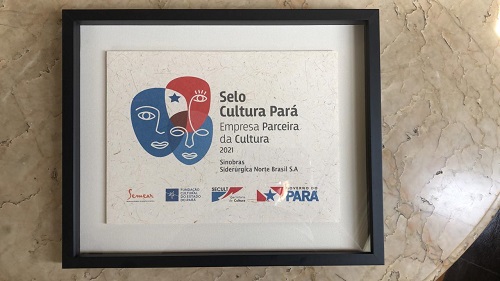 Selo
Cultura Pará
Empresa Parceira
da Cultura
2021
Sinobras
Siderúrgica Norte Brasil S.A
Semear
FUNDAÇÃO
CULTURAL
DO ESTADO
DO PARÁ
SECULT
GOVERNO DO
PARÁ